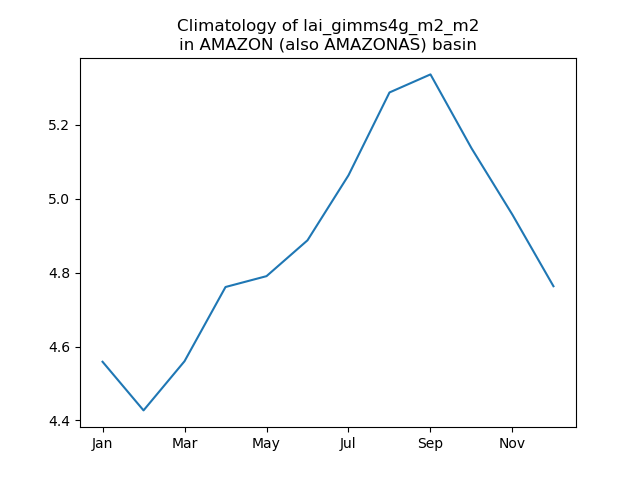 Climatology of lai_gimms4g_m2_m2
in AMAZON (also AMAZONAS) basin
5.2
5.0
4.8
4.6
4.4
Jan Mar May Jul Sep Nov